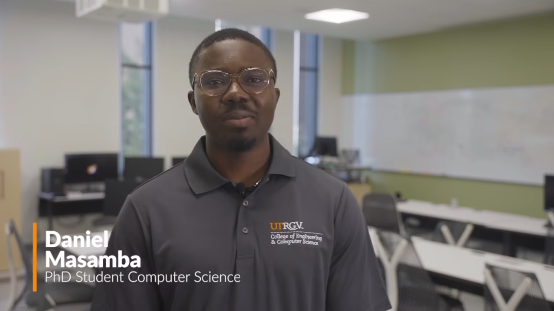 UTRGV
College of Engineering
& Computer Science
Daniel
Masamba
PhD Student Computer Science